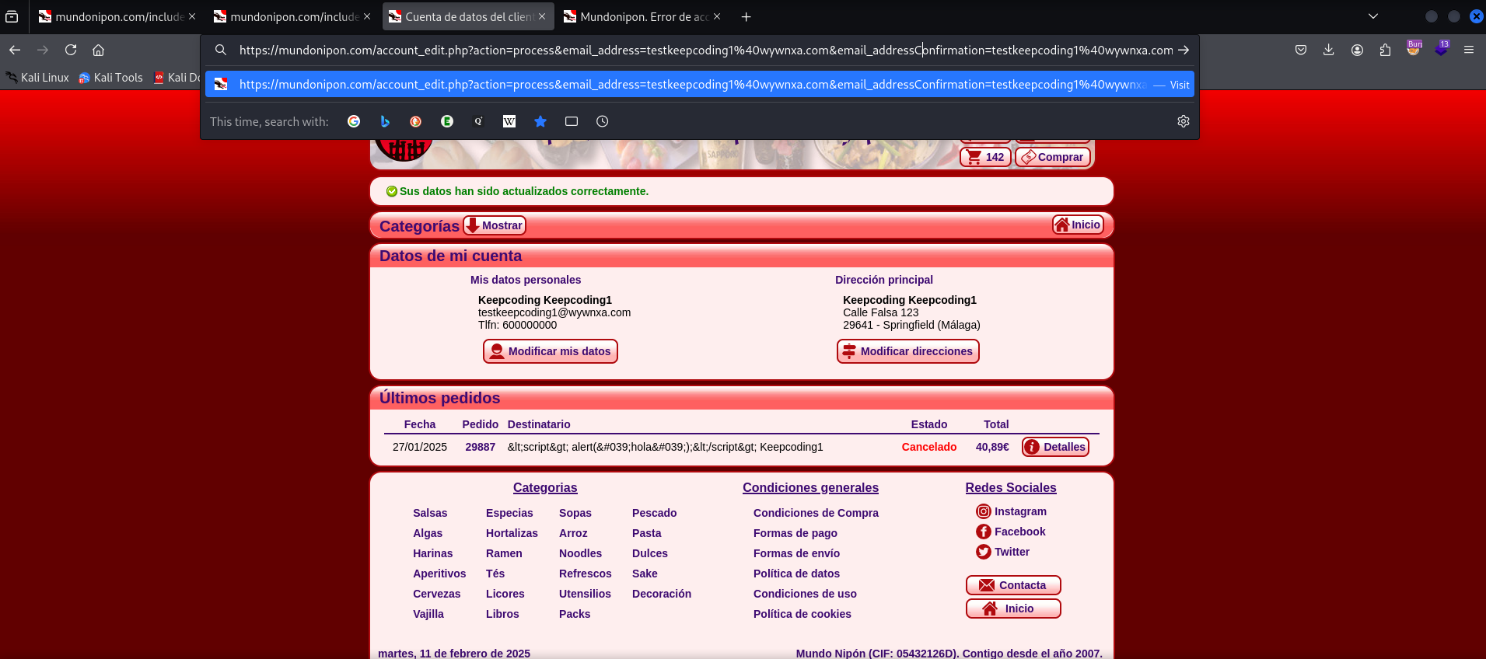 mundonipon.com/include
mundonipon.com/include
Cuenta de datos del clien
Mundonipon. Error de acc
https://mundonipon.com/account_edit.php?action=process&email_address=testkeepcoding1%40wywnxa.com&email_addressConfirmation=testkeepcoding1%40wywnxa.com
Bur
13
Kali Linux
Kali Tools
Kali Do
https://mundonipon.com/account_edit.php?action=process&email_address=testkeepcoding1%40wywnxa.com&email_addressConfirmation=testkeepcoding1%40wywnxa — Visit
This time, search with:
142
Comprar
Sus datos han sido actualizados correctamente.
Categorías
Mostrar
Inicio
Datos de mi cuenta
Mis datos personales
Keepcoding Keepcoding1
testkeepcoding1@wywnxa.com
Tlfn: 600000000
Modificar mis datos
Dirección principal
Keepcoding Keepcoding1
Calle Falsa 123
29641 - Springfield (Málaga)
Modificar direcciones
Últimos pedidos
Fecha Pedido Destinatario Estado Total
27/01/2025 29887 &lt;script&gt; alert(&#039;hola&#039;);&lt;/script&gt; Keepcoding1 Cancelado 40,89€ Detalles
Categorias
Salsas Especias Sopas Pescado
Algas Hortalizas Arroz Pasta
Harinas Ramen Noodles Dulces
Aperitivos Tés Refrescos Sake
Cervezas Licores Utensilios Decoración
Vajilla Libros Packs
Condiciones generales
Condiciones de Compra
Formas de pago
Formas de envío
Política de datos
Condiciones de uso
Política de cookies
Redes Sociales
Instagram
Facebook
Twitter
Contacta
Inicio
martes, 11 de febrero de 2025
Mundo Nipón (CIF: 05432126D). Contigo desde el año 2007.